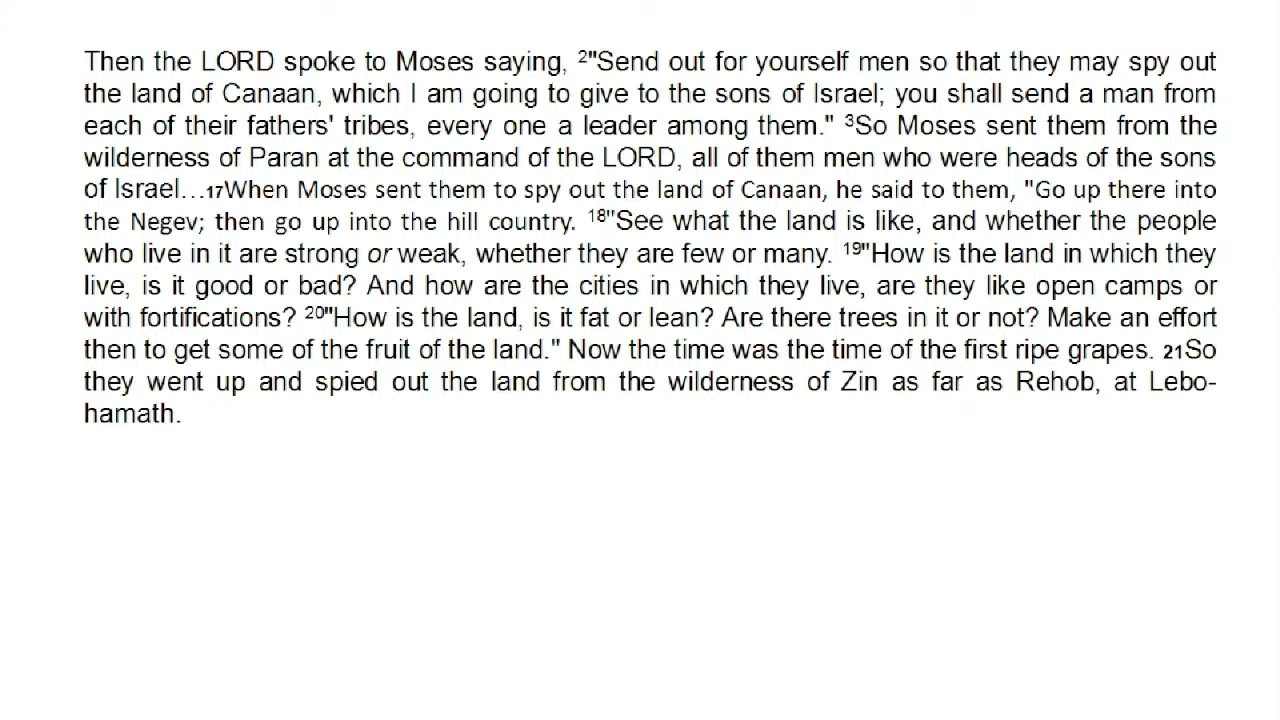 Then the LORD spoke to Moses saying, ²"Send out for yourself men so that they may spy out
the land of Canaan, which I am going to give to the sons of Israel; you shall send a man from
each of their fathers' tribes, every one a leader among them." ³So Moses sent them from the
wilderness of Paran at the command of the LORD, all of them men who were heads of the sons
of Israel…17When Moses sent them to spy out the land of Canaan, he said to them, "Go up there into
the Negev; then go up into the hill country. ¹⁸"See what the land is like, and whether the people
who live in it are strong or weak, whether they are few or many. ¹⁹"How is the land in which they
live, is it good or bad? And how are the cities in which they live, are they like open camps or
with fortifications? ²⁰"How is the land, is it fat or lean? Are there trees in it or not? Make an effort
then to get some of the fruit of the land." Now the time was the time of the first ripe grapes. 21So
they went up and spied out the land from the wilderness of Zin as far as Rehob, at Lebo-
hamath.